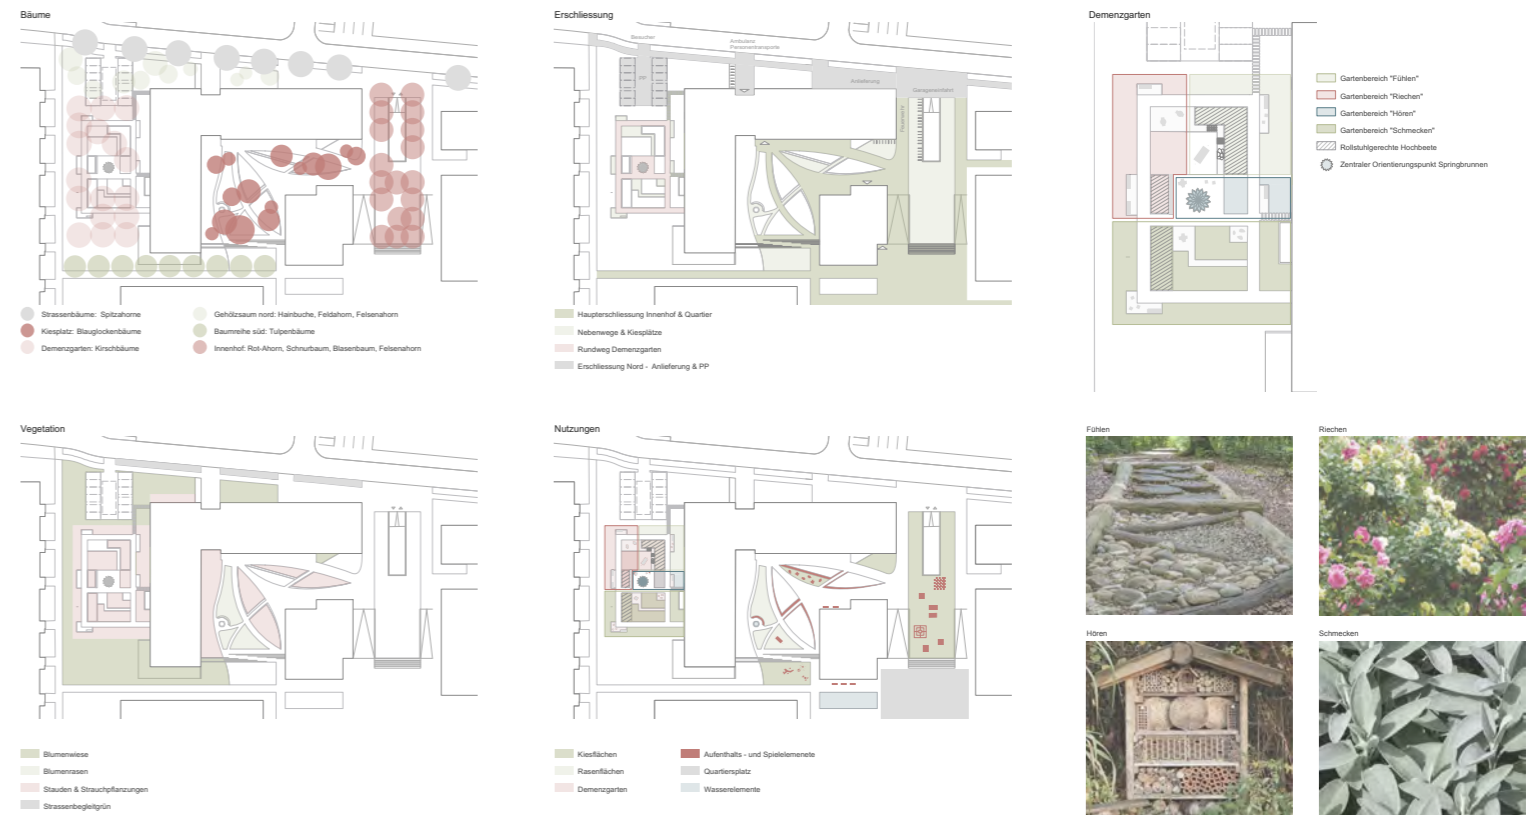 Bäume
Strassenbäume: Spitzahorne
Kiesplatz: Blauglockenbäume
Demenzgarten: Kirschbäume
Gehölzsaum nord: Hainbuche, Feldahorn, Felsenahorn
Baumreihe süd: Tulpenbäume
Innenhof: Rot-Ahorn, Schnurbaum, Blasenbaum, Felsenahorn
Erschliessung
Besucher
Ambulanz
Personentransporte
PP
Anlieferung
Garageneinfahrt
Feuerwehr
Haupterschliessung Innenhof & Quartier
Nebenwege & Kiesplätze
Rundweg Demenzgarten
Erschliessung Nord - Anlieferung & PP
Demenzgarten
Gartenbereich "Fühlen"
Gartenbereich "Riechen"
Gartenbereich "Hören"
Gartenbereich "Schmecken"
Rollstuhlgerechte Hochbeete
Zentraler Orientierungspunkt Springbrunnen
Vegetation
Blumenwiese
Blumenrasen
Stauden & Strauchpflanzungen
Strassenbegleitgrün
Nutzungen
Kiesflächen
Rasenflächen
Demenzgarten
Aufenthalts - und Spielelemenete
Quartiersplatz
Wasserelemente
Fühlen
Riechen
Hören
Schmecken